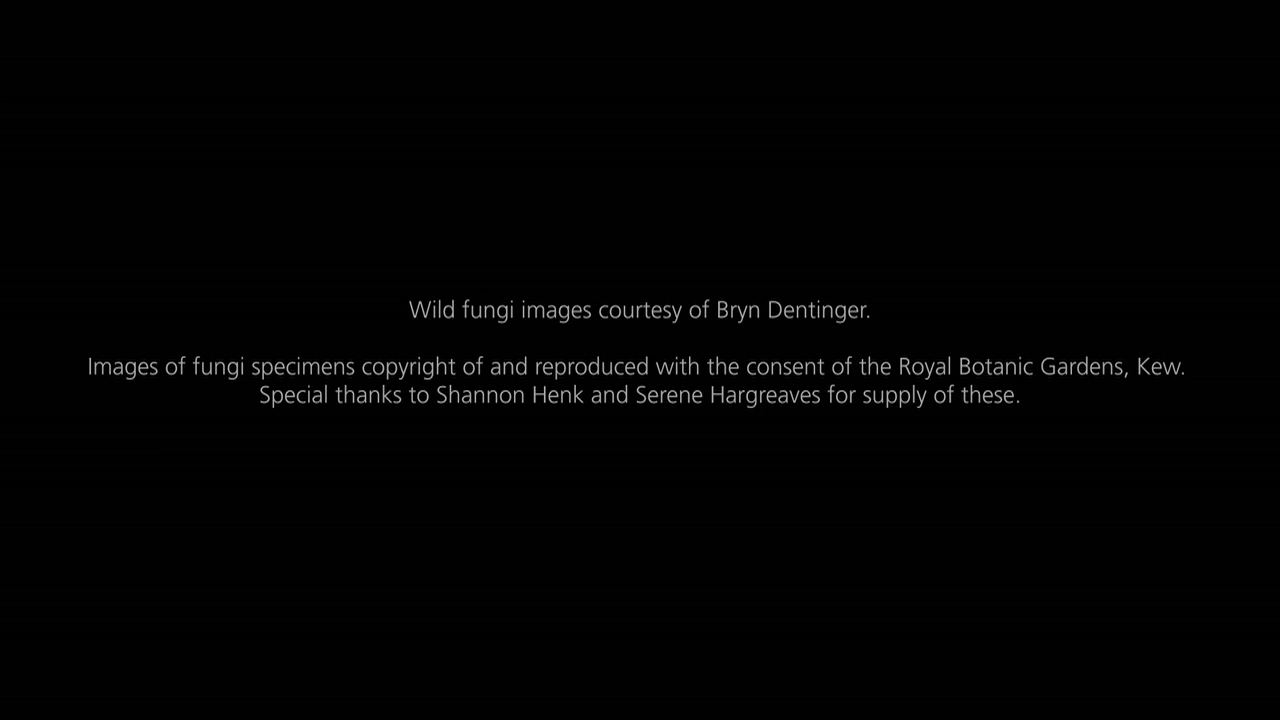 Wild fungi images courtesy of Bryn Dentinger.
Images of fungi specimens copyright of and reproduced with the consent of the Royal Botanic Gardens, Kew.
Special thanks to Shannon Henk and Serene Hargreaves for supply of these.